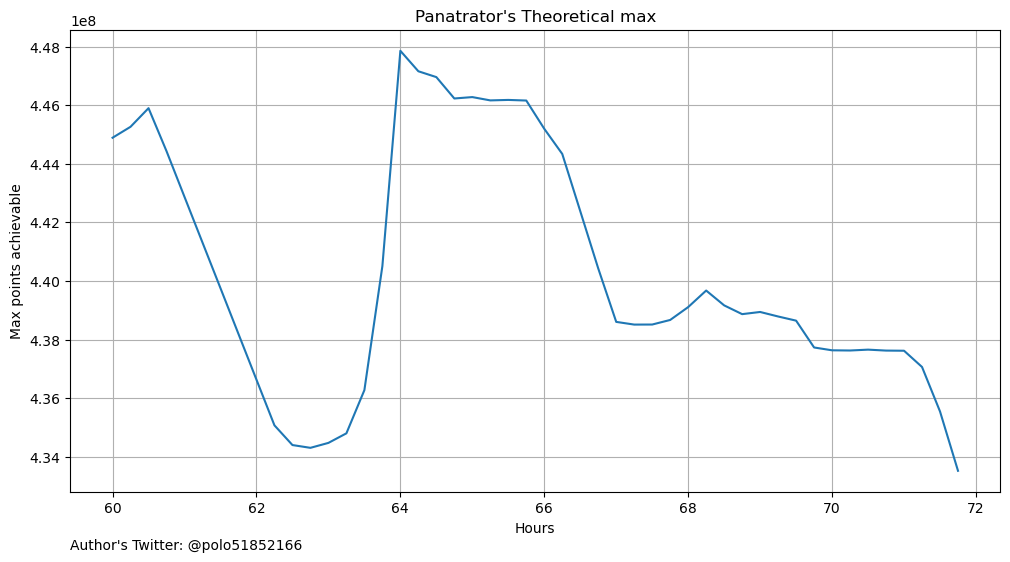 Panatrator's Theoretical max
1e8
4.48
4.46
4.44
4.42
4.40
4.38
4.36
4.34
Max points achievable
60 62 64 66 68 70 72
Hours
Author's Twitter: @polo51852166